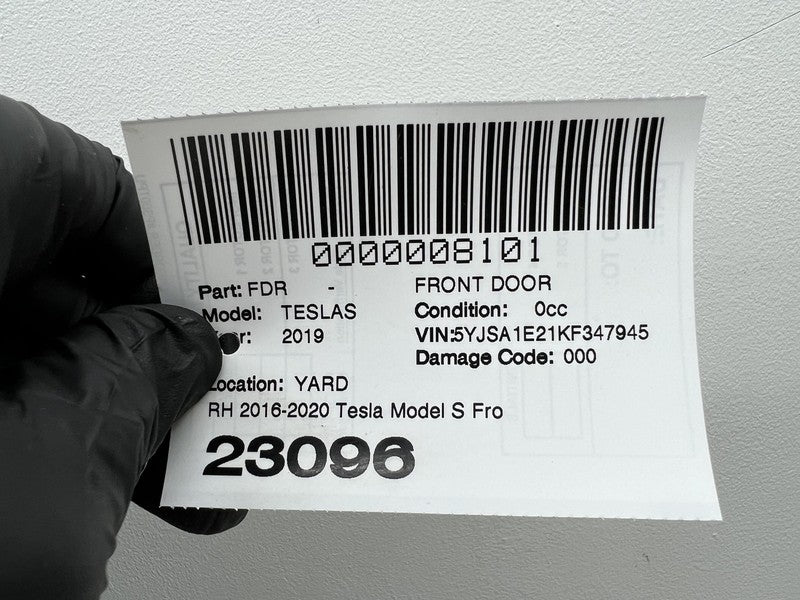 0000008101
Part: FDR - FRONT DOOR
Model: TESLAS Condition: 0cc
2019 VIN:5YJSA1E21KF347945
Damage Code: 000
Location: YARD
RH 2016-2020 Tesla Model S Fro
23096